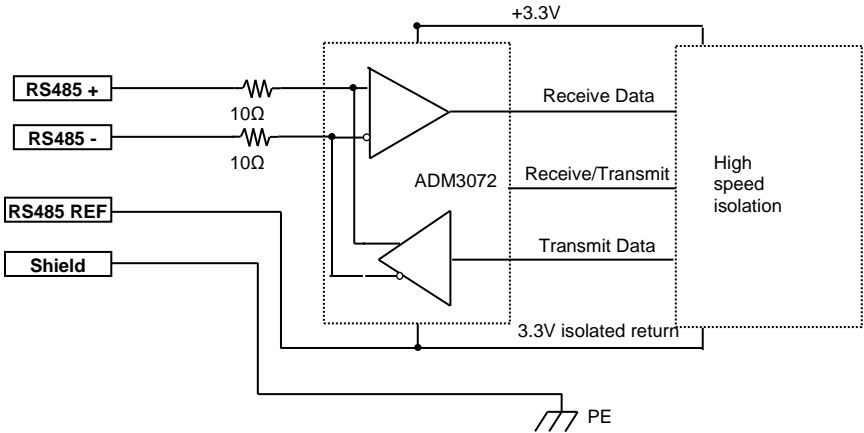 +3.3V
RS485 +
10Ω
Receive Data
RS485 -
10Ω
ADM3072
Receive/Transmit
High
speed
isolation
RS485 REF
Transmit Data
Shield
3.3V isolated return
PE